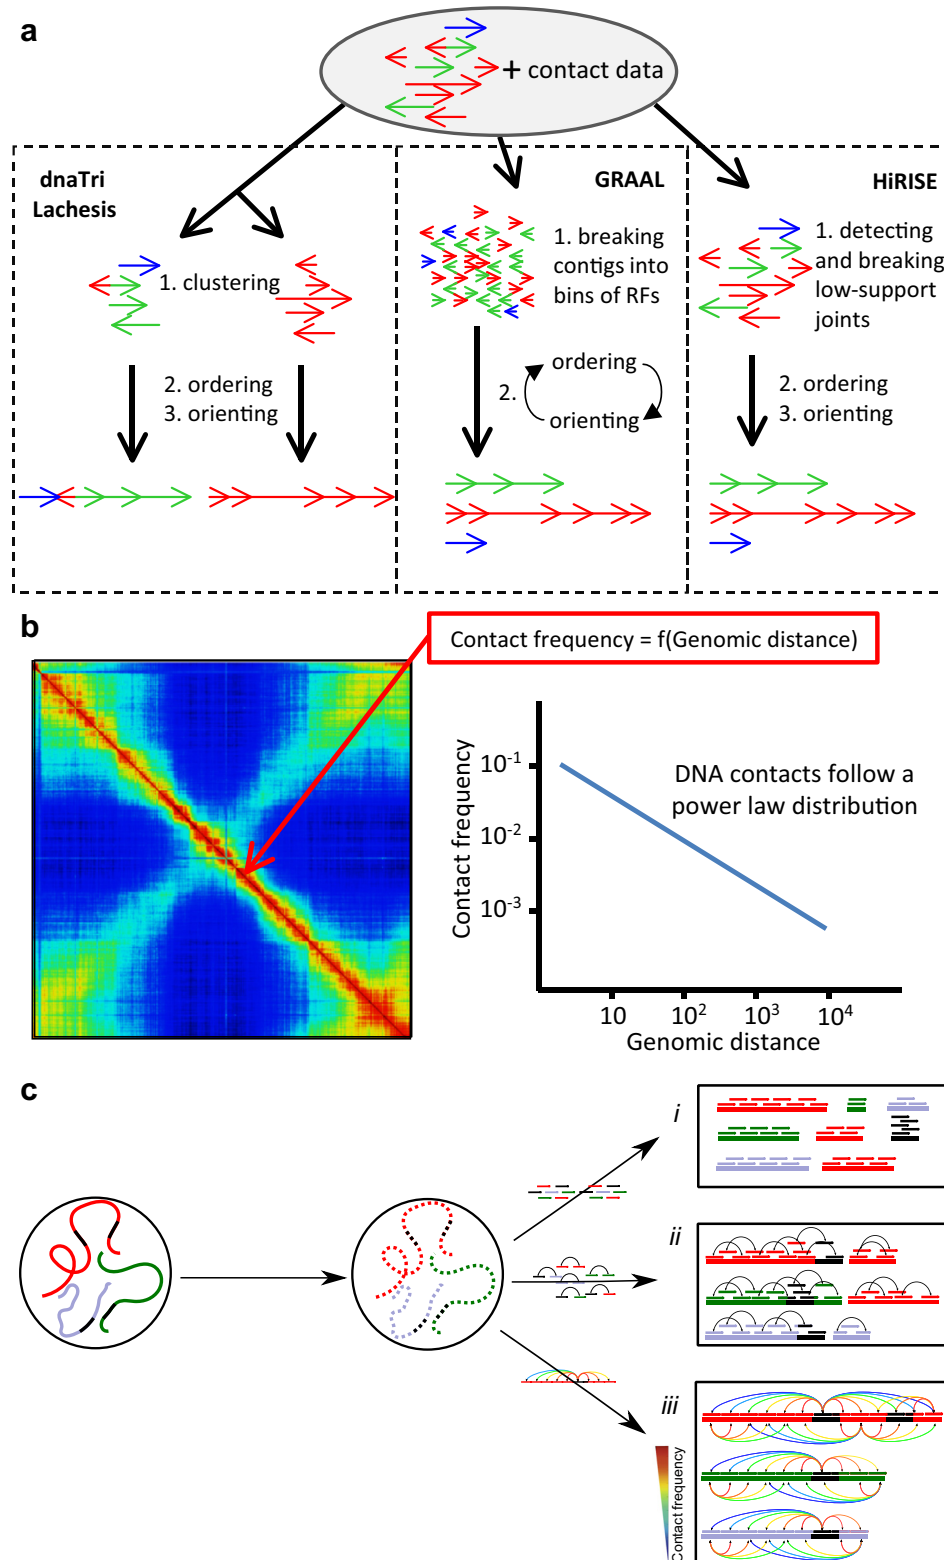 a
+ contact data
dnaTri
Lachesis
1. clustering
2. ordering
3. orienting
GRAAL
1. breaking
contigs into
bins of RFs
2.
ordering
orienting
HiRISE
1. detecting
and breaking
low-support
joints
2. ordering
3. orienting
b
Contact frequency = f(Genomic distance)
DNA contacts follow a
power law distribution
Contact frequency
10⁻¹
10⁻²
10⁻³
10
10²
10³
10⁴
Genomic distance
c
i
ii
iii
Contact frequency